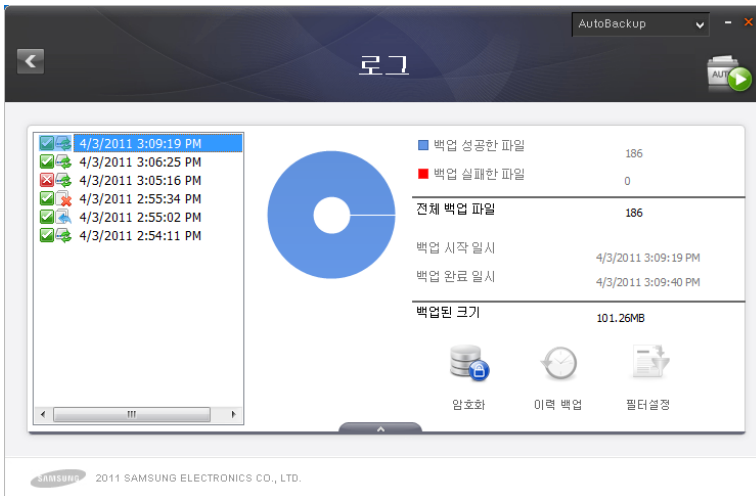 AutoBackup
로그
AUTO
4/3/2011 3:09:19 PM
4/3/2011 3:06:25 PM
4/3/2011 3:05:16 PM
4/3/2011 2:55:34 PM
4/3/2011 2:55:02 PM
4/3/2011 2:54:11 PM
백업 성공한 파일 186
백업 실패한 파일 0
전체 백업 파일 186
백업 시작 일시 4/3/2011 3:09:19 PM
백업 완료 일시 4/3/2011 3:09:40 PM
백업된 크기 101.26MB
암호화 이력 백업 필터설정
SAMSUNG 2011 SAMSUNG ELECTRONICS CO., LTD.